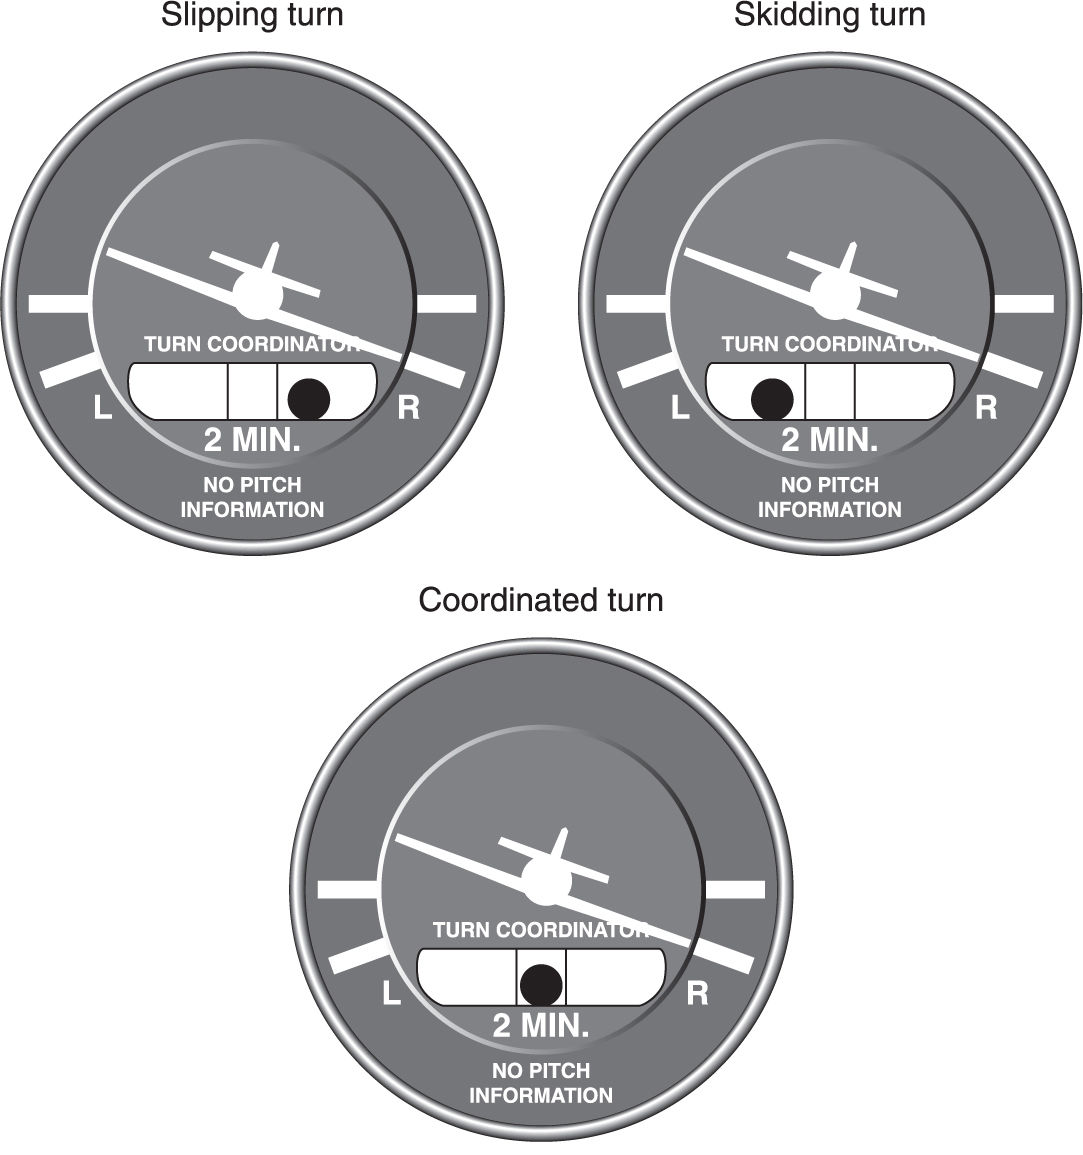 Slipping turn
TURN COORDINATOR
L
R
2 MIN.
NO PITCH
INFORMATION
Skidding turn
TURN COORDINATOR
L
R
2 MIN.
NO PITCH
INFORMATION
Coordinated turn
TURN COORDINATOR
L
R
2 MIN.
NO PITCH
INFORMATION